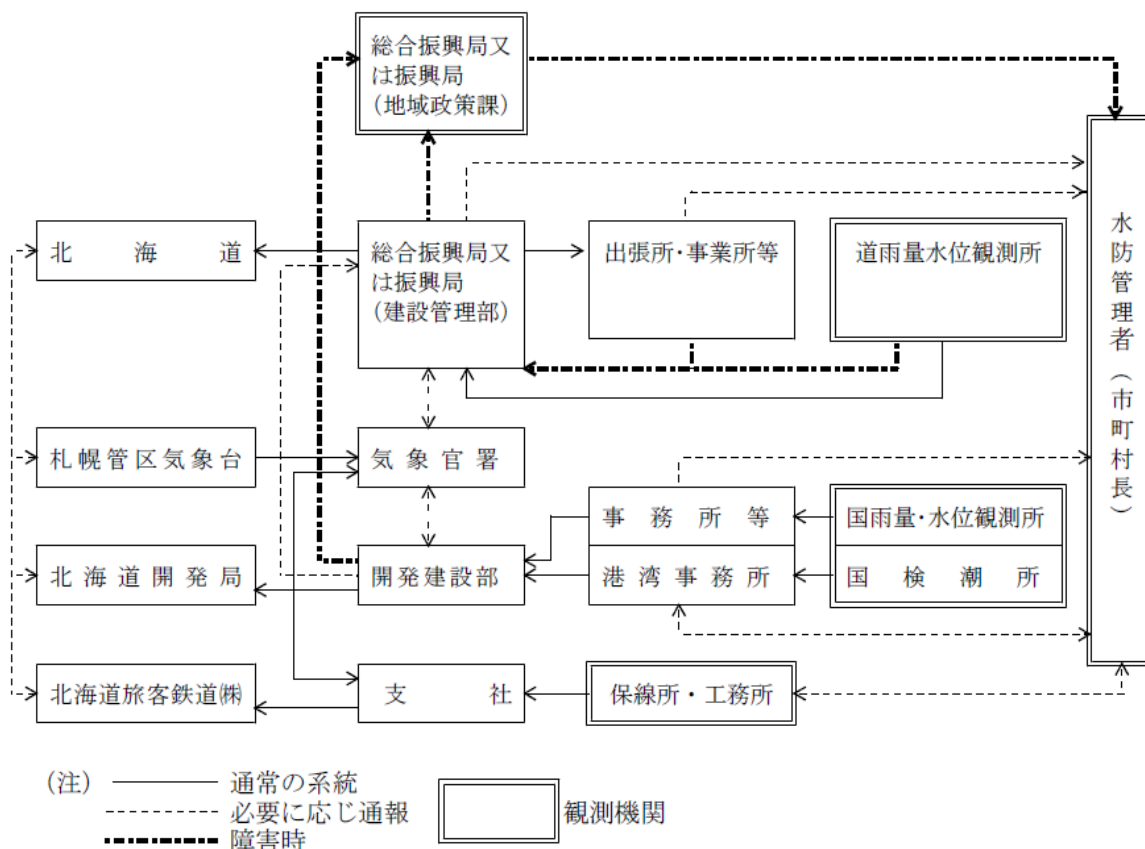 総合振興局又
は振興局
(地域政策課)
北海道
総合振興局又
は振興局
(建設管理部)
出張所・事業所等
道雨量水位観測所
水防管理者(市町村長)
札幌管区気象台
気象官署
事務所等
国雨量・水位観測所
北海道開発局
開発建設部
港湾事務所
国検潮所
北海道旅客鉄道㈱
支社
保線所・工務所
(注)
通常の系統
必要に応じ通報
障害時
観測機関